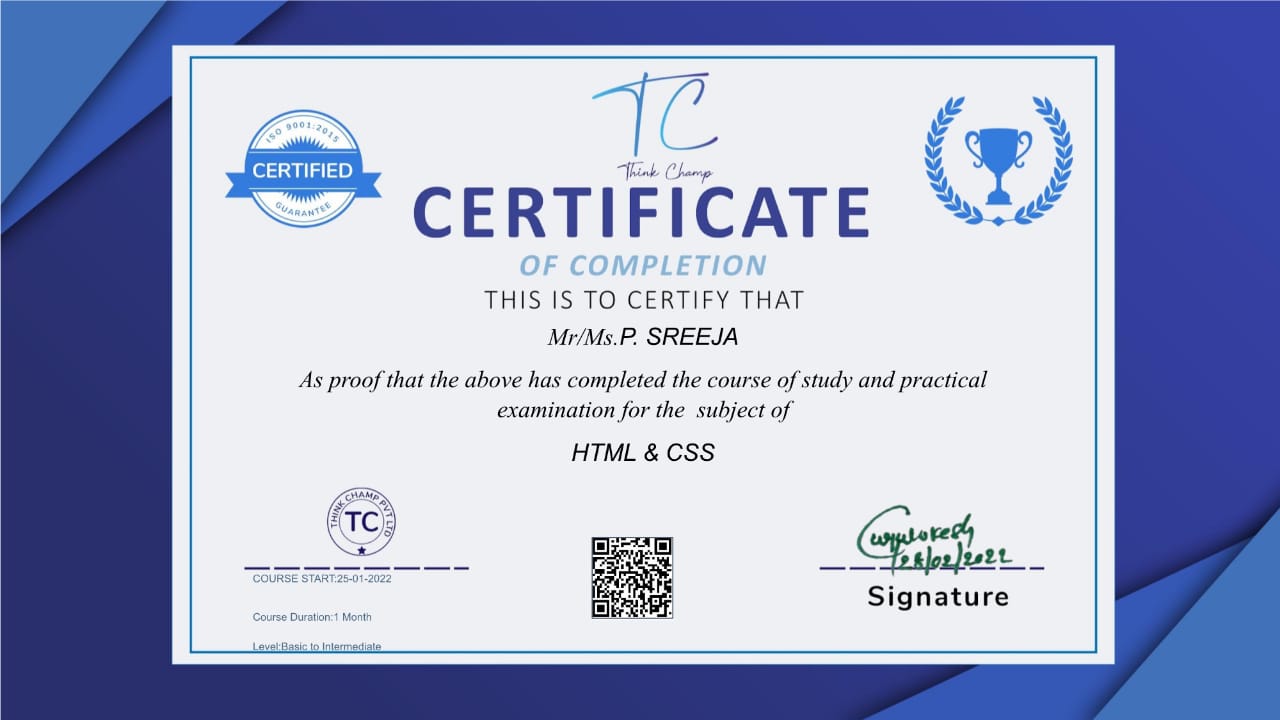 TC
Think Champ
ISO 9001:2015
CERTIFIED
GUARANTEE
CERTIFICATE
OF COMPLETION
THIS IS TO CERTIFY THAT
Mr/Ms.P. SREEJA
As proof that the above has completed the course of study and practical
examination for the subject of
HTML & CSS
THINK CHAMP PVT LTD
TC
COURSE START:25-01-2022
Course Duration:1 Month
Level:Basic to Intermediate
28/02/2022
Signature